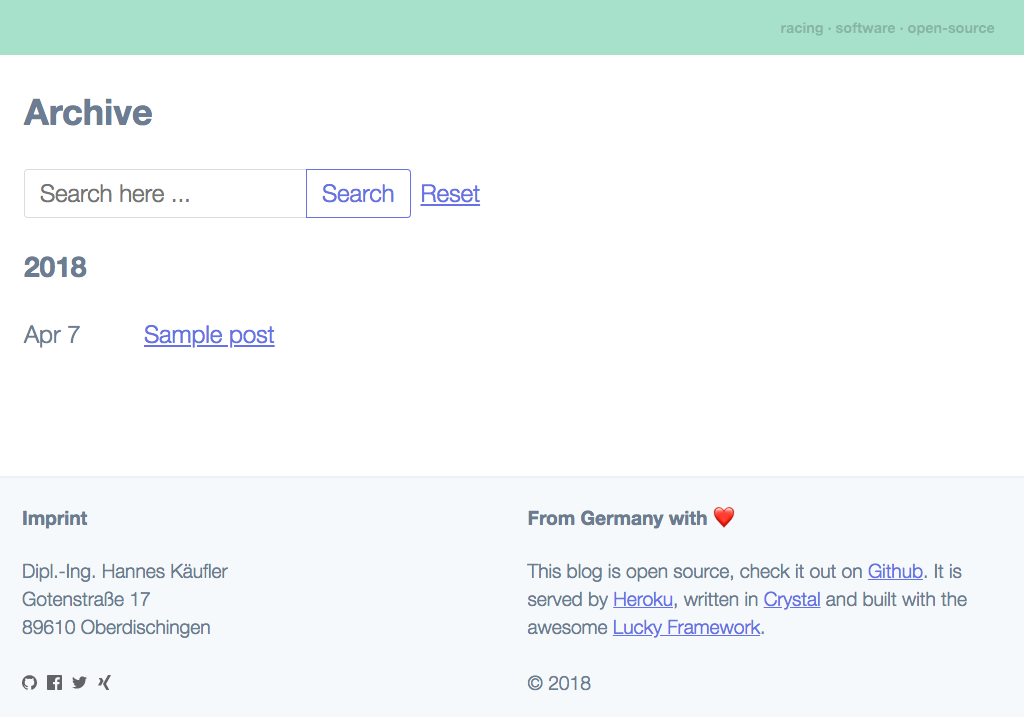 racing · software · open-source
Archive
Search here ... Search Reset
2018
Apr 7 Sample post
Imprint
Dipl.-Ing. Hannes Käufler
Gotenstraße 17
89610 Oberdischingen
From Germany with ❤️
This blog is open source, check it out on Github. It is
served by Heroku, written in Crystal and built with the
awesome Lucky Framework.
© 2018